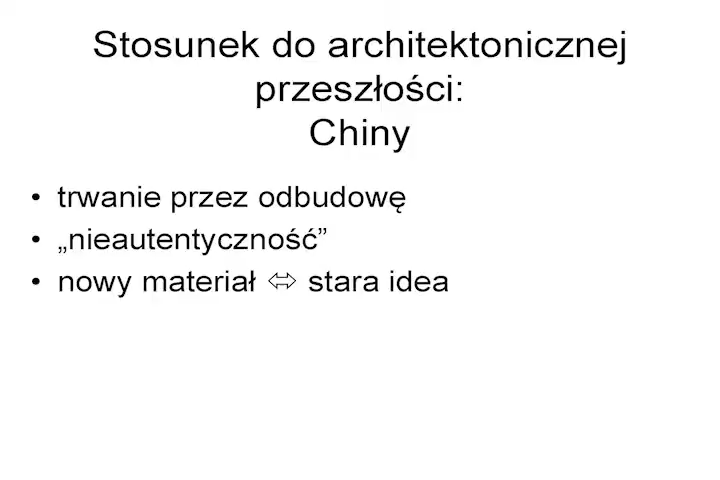 Stosunek do architektonicznej
przeszłości:
Chiny
• trwanie przez odbudowę
• „nieautentyczność”
• nowy materiał ⬄ stara idea